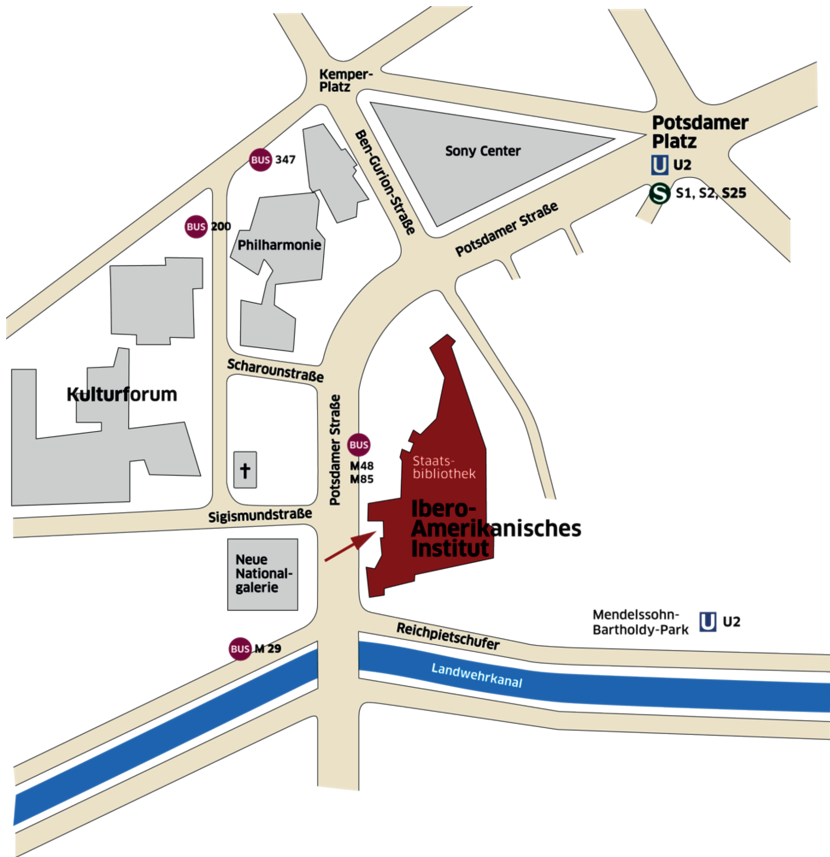 Kemper-
Platz
Potsdamer
Platz
U U2
S S1, S2, S25
Sony Center
Ben-Gurion-Straße
BUS 347
BUS 200
Philharmonie
Potsdamer Straße
Scharounstraße
Kulturforum
Potsdamer Straße
BUS
M48
M85
Staats-
bibliothek
Ibero-
Amerikanisches
Institut
Sigismundstraße
Neue
National-
galerie
BUS M 29
Reichpietschufer
Mendelssohn-
Bartholdy-Park
U U2
Landwehrkanal